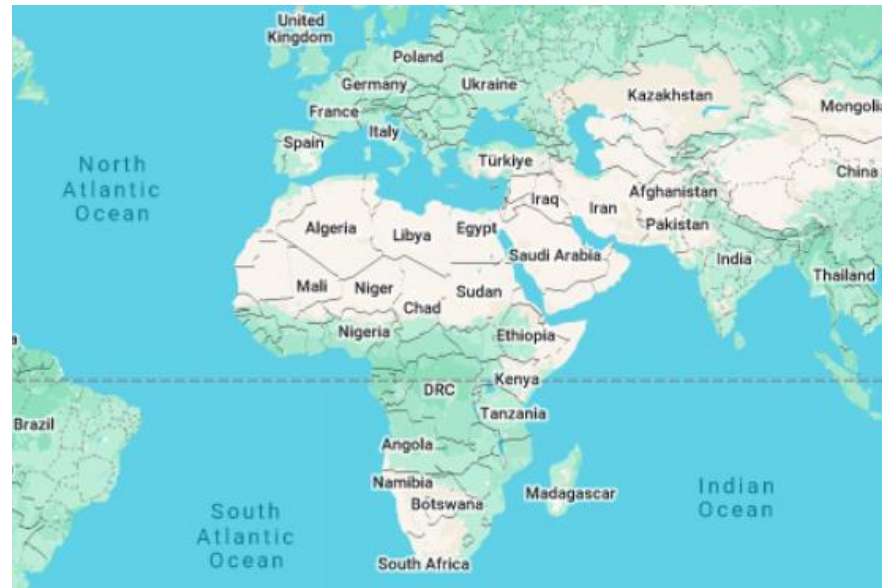 United
Kingdom
Poland
Germany
Ukraine
Kazakhstan
Mongoli
France
Italy
Spain
Türkiye
China
North
Atlantic
Ocean
Afghanistan
Iraq
Iran
Pakistan
Algeria
Libya
Egypt
Saudi Arabia
India
Thailand
Mali
Niger
Sudan
Chad
Nigeria
Ethiopia
a
DRC
Kenya
Tanzania
Brazil
Angola
Namibia
Botswana
Madagascar
Indian
Ocean
South
Atlantic
Ocean
South Africa